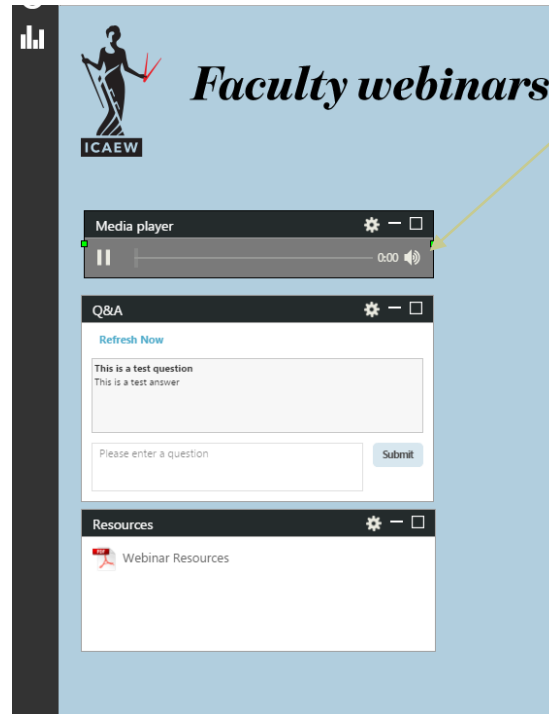 Faculty webinars
ICAEW
Media player
0:00
Q&A
Refresh Now
This is a test question
This is a test answer
Please enter a question
Submit
Resources
PDF
Webinar Resources